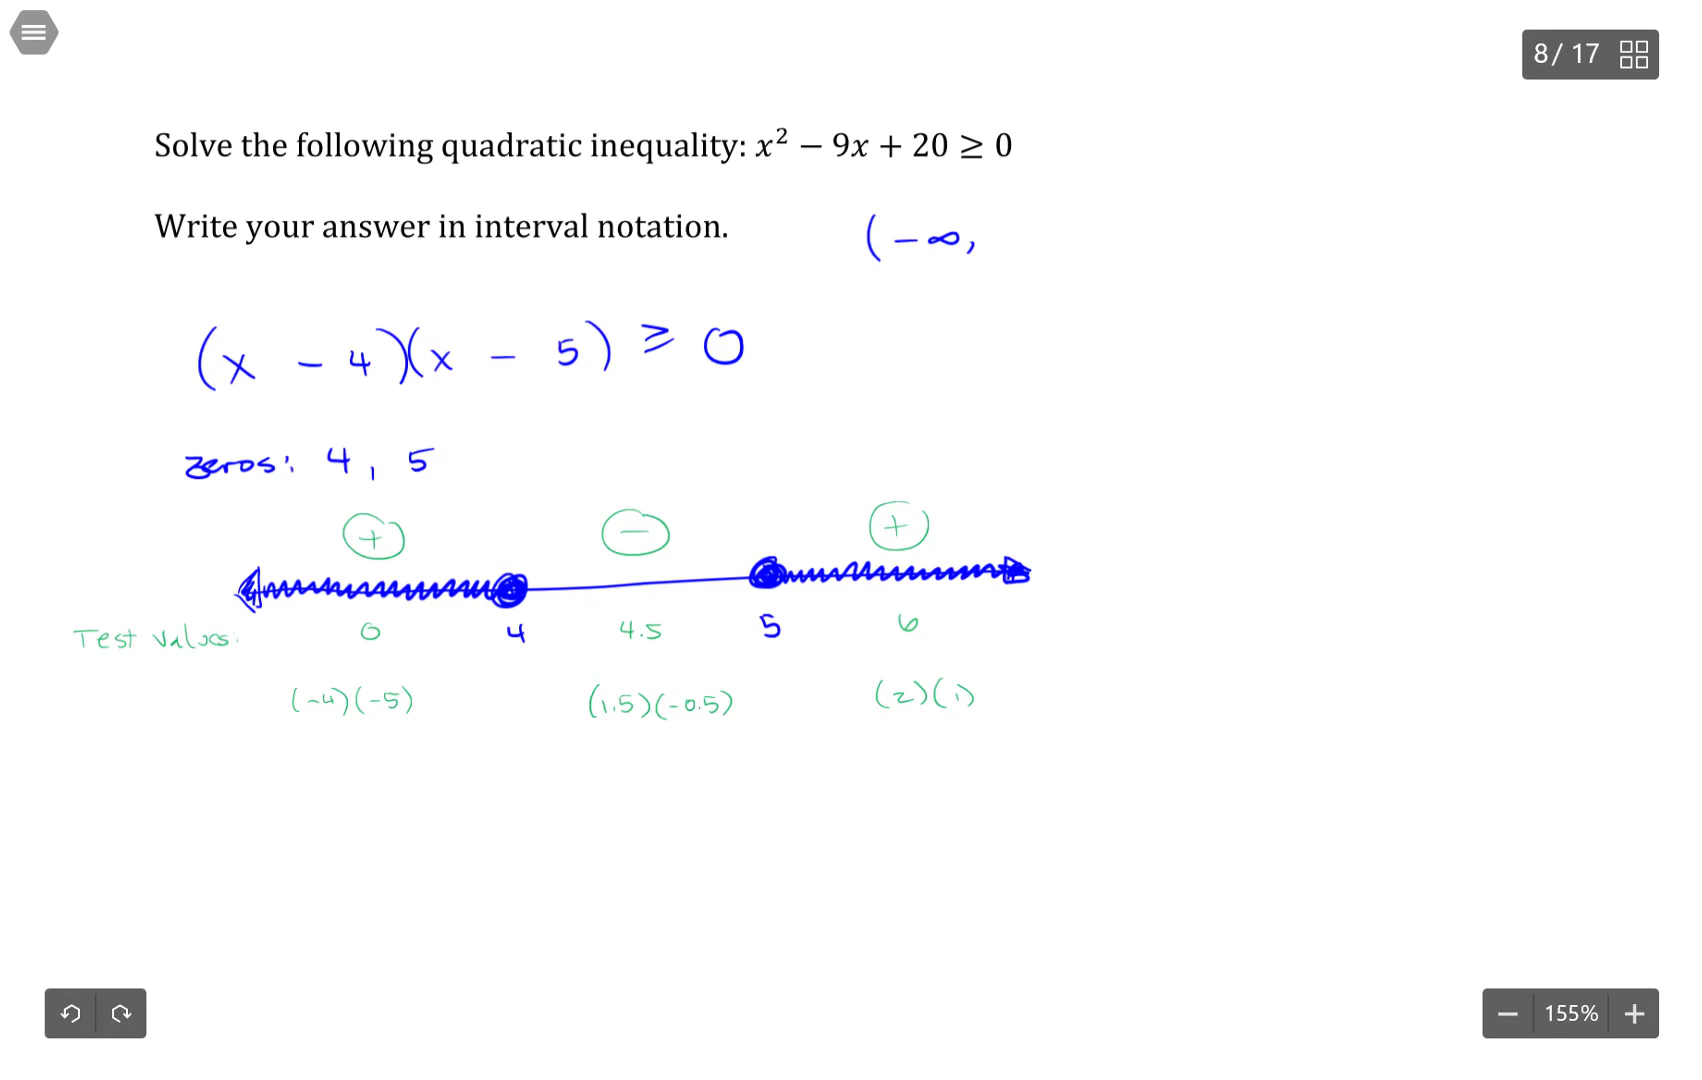 8 / 17
Solve the following quadratic inequality: x² − 9x + 20 ≥ 0
Write your answer in interval notation.
(−∞,
(x − 4)(x − 5) ≥ 0
zeros: 4, 5
+ − +
Test values: 0 4 4.5 5 6
(−4)(−5) (1.5)(−0.5) (2)(1)
155%